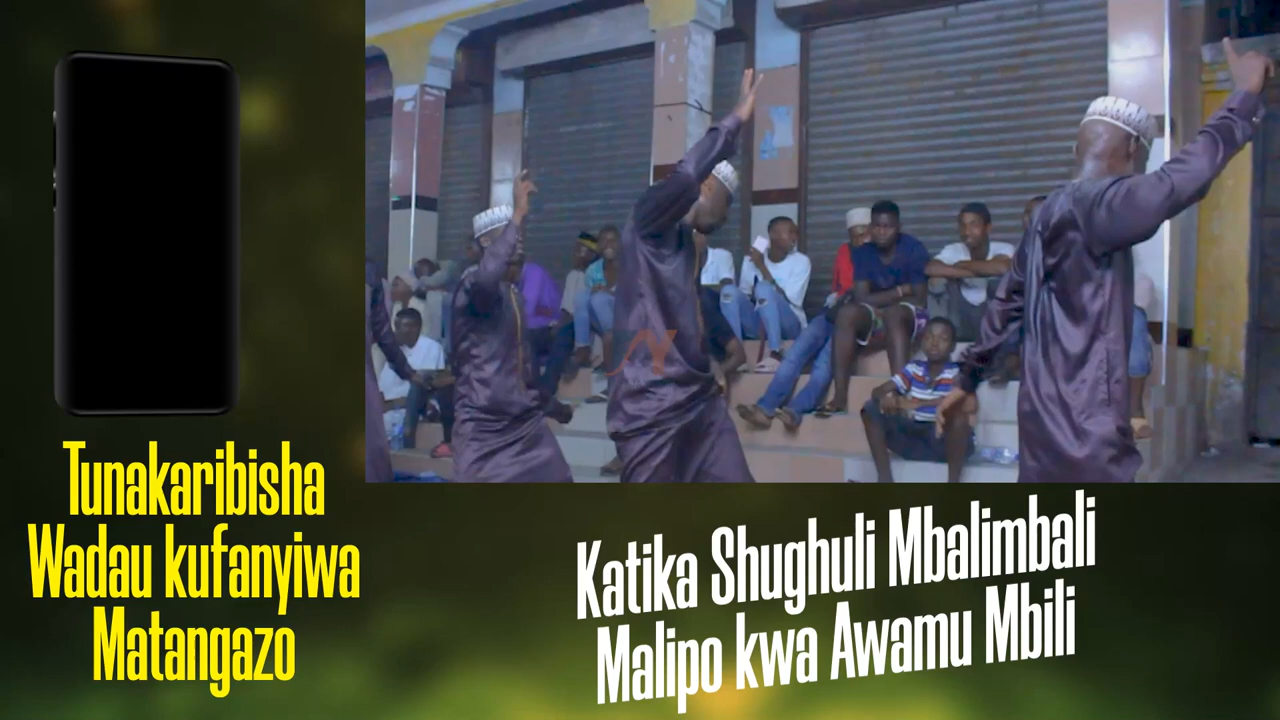 Tunakaribisha
Wadau kufanyiwa
Matangazo
Katika Shughuli Mbalimbali
Malipo kwa Awamu Mbili